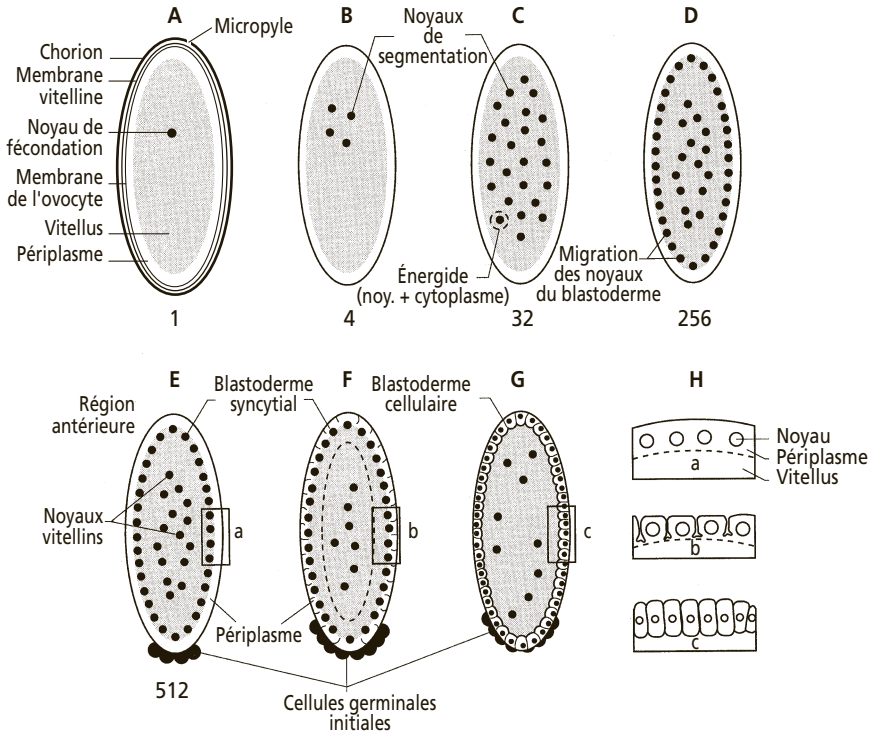 A
Micropyle
Chorion
Membrane
vitelline
Noyau de
fécondation
Membrane
de l'ovocyte
Vitellus
Périplasme
1
B
Noyaux
de
segmentation
4
C
Énergide
(noy. + cytoplasme)
32
D
Migration
des noyaux
du blastoderme
256
E
Région
antérieure
Blastoderme
syncytial
Noyaux
vitellins
a
Périplasme
512
F
b
Cellules germinales
initiales
Blastoderme
cellulaire
G
c
H
Noyau
Périplasme
Vitellus
a
b
c